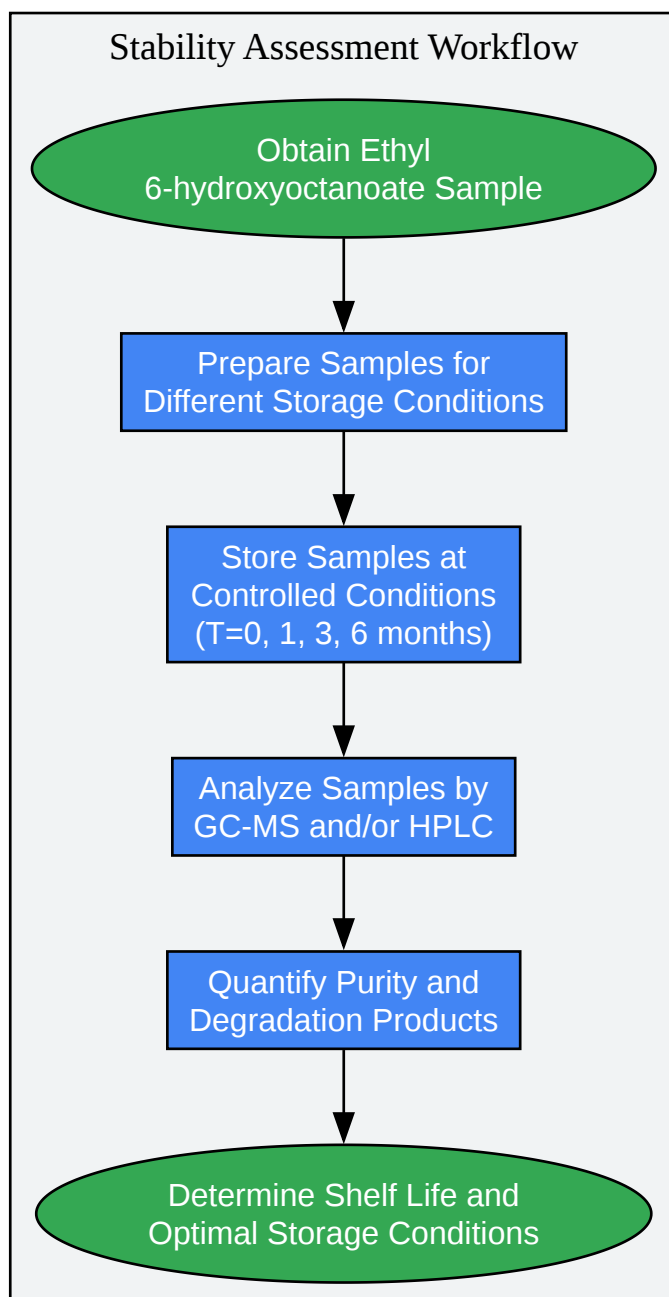 Stability Assessment Workflow
Obtain Ethyl
6-hydroxyoctanoate Sample
Prepare Samples for
Different Storage Conditions
Store Samples at
Controlled Conditions
(T=0, 1, 3, 6 months)
Analyze Samples by
GC-MS and/or HPLC
Quantify Purity and
Degradation Products
Determine Shelf Life and
Optimal Storage Conditions